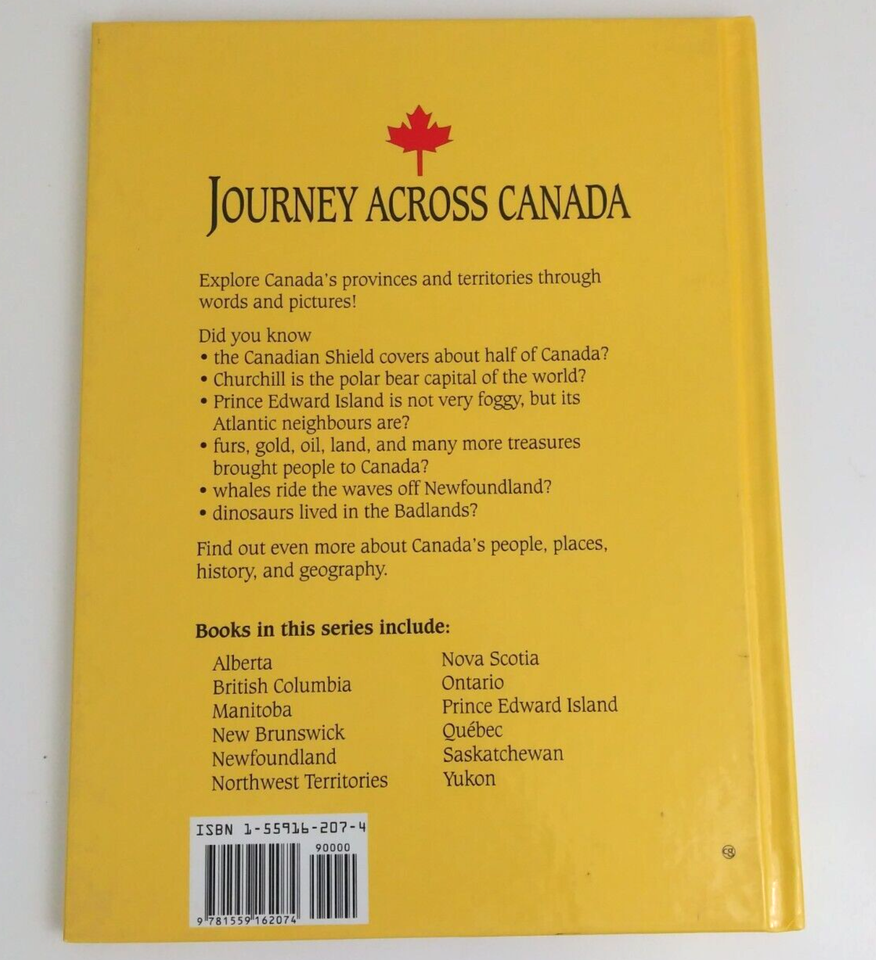 JOURNEY ACROSS CANADA
Explore Canada's provinces and territories through
words and pictures!
Did you know
• the Canadian Shield covers about half of Canada?
• Churchill is the polar bear capital of the world?
• Prince Edward Island is not very foggy, but its
Atlantic neighbours are?
• furs, gold, oil, land, and many more treasures
brought people to Canada?
• whales ride the waves off Newfoundland?
• dinosaurs lived in the Badlands?
Find out even more about Canada's people, places,
history, and geography.
Books in this series include:
Alberta
British Columbia
Manitoba
New Brunswick
Newfoundland
Northwest Territories
Nova Scotia
Ontario
Prince Edward Island
Québec
Saskatchewan
Yukon
ISBN 1-55916-207-4
90000
9 781559 162074